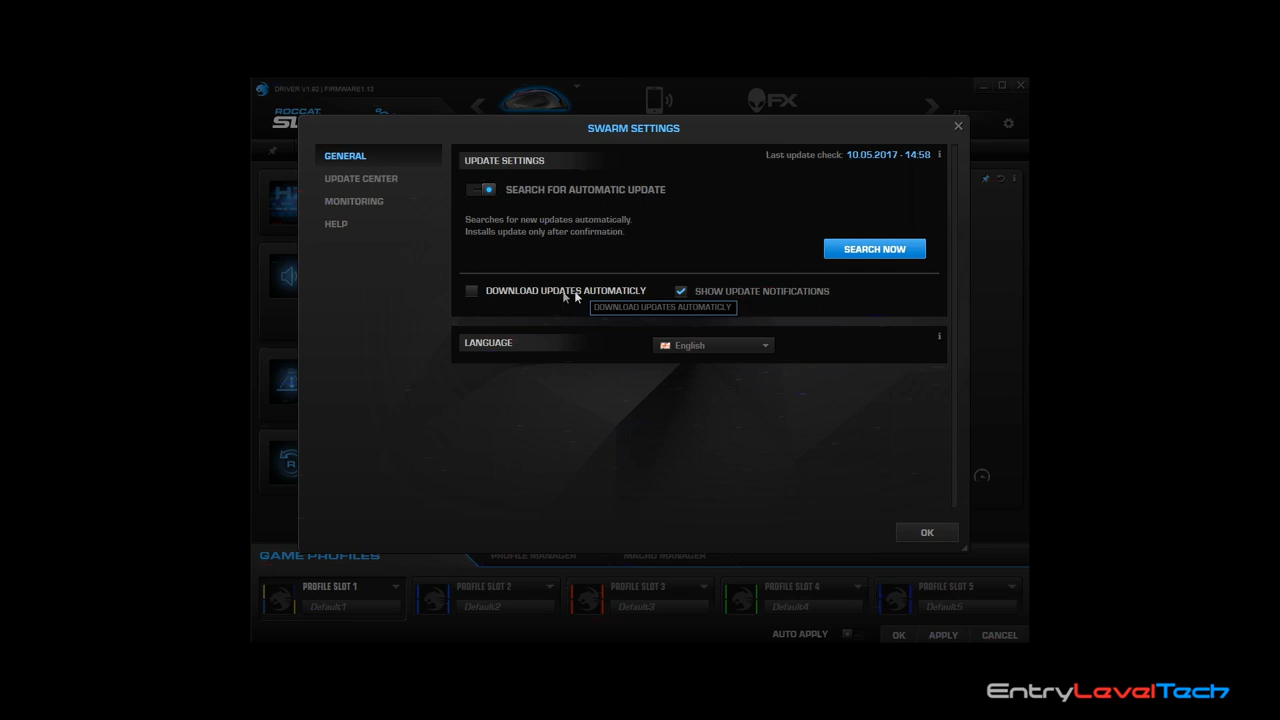 DRIVER V1.92 | FIRMWARE1.13
ROCCAT
FX
SWARM SETTINGS
GENERAL
UPDATE CENTER
MONITORING
HELP
UPDATE SETTINGS
Last update check: 10.05.2017 - 14:58
SEARCH FOR AUTOMATIC UPDATE
Searches for new updates automatically.
Installs update only after confirmation.
SEARCH NOW
DOWNLOAD UPDATES AUTOMATICLY
SHOW UPDATE NOTIFICATIONS
DOWNLOAD UPDATES AUTOMATICLY
LANGUAGE
English
OK
GAME PROFILES
PROFILE MANAGER
MACRO MANAGER
PROFILE SLOT 1
PROFILE SLOT 2
PROFILE SLOT 3
PROFILE SLOT 4
PROFILE SLOT 5
Default1
Default2
Default3
Default4
Default5
AUTO APPLY
OK
APPLY
CANCEL
EntryLevelTech